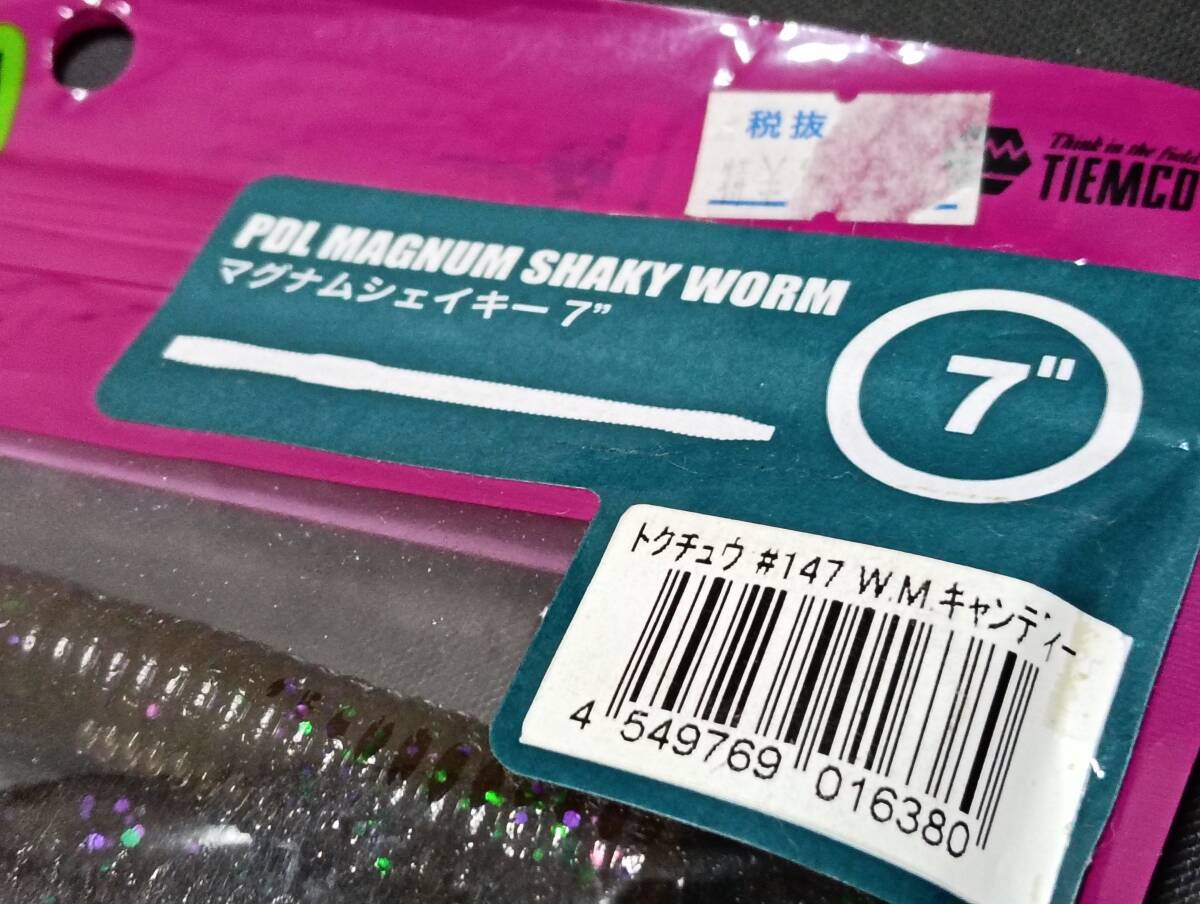 税抜
Think in the field
TIEMCO
PDL MAGNUM SHAKY WORM
マグナムシェイキー 7”
7"
トクチュウ #147 W.M.キャンディー
4 549769 016380